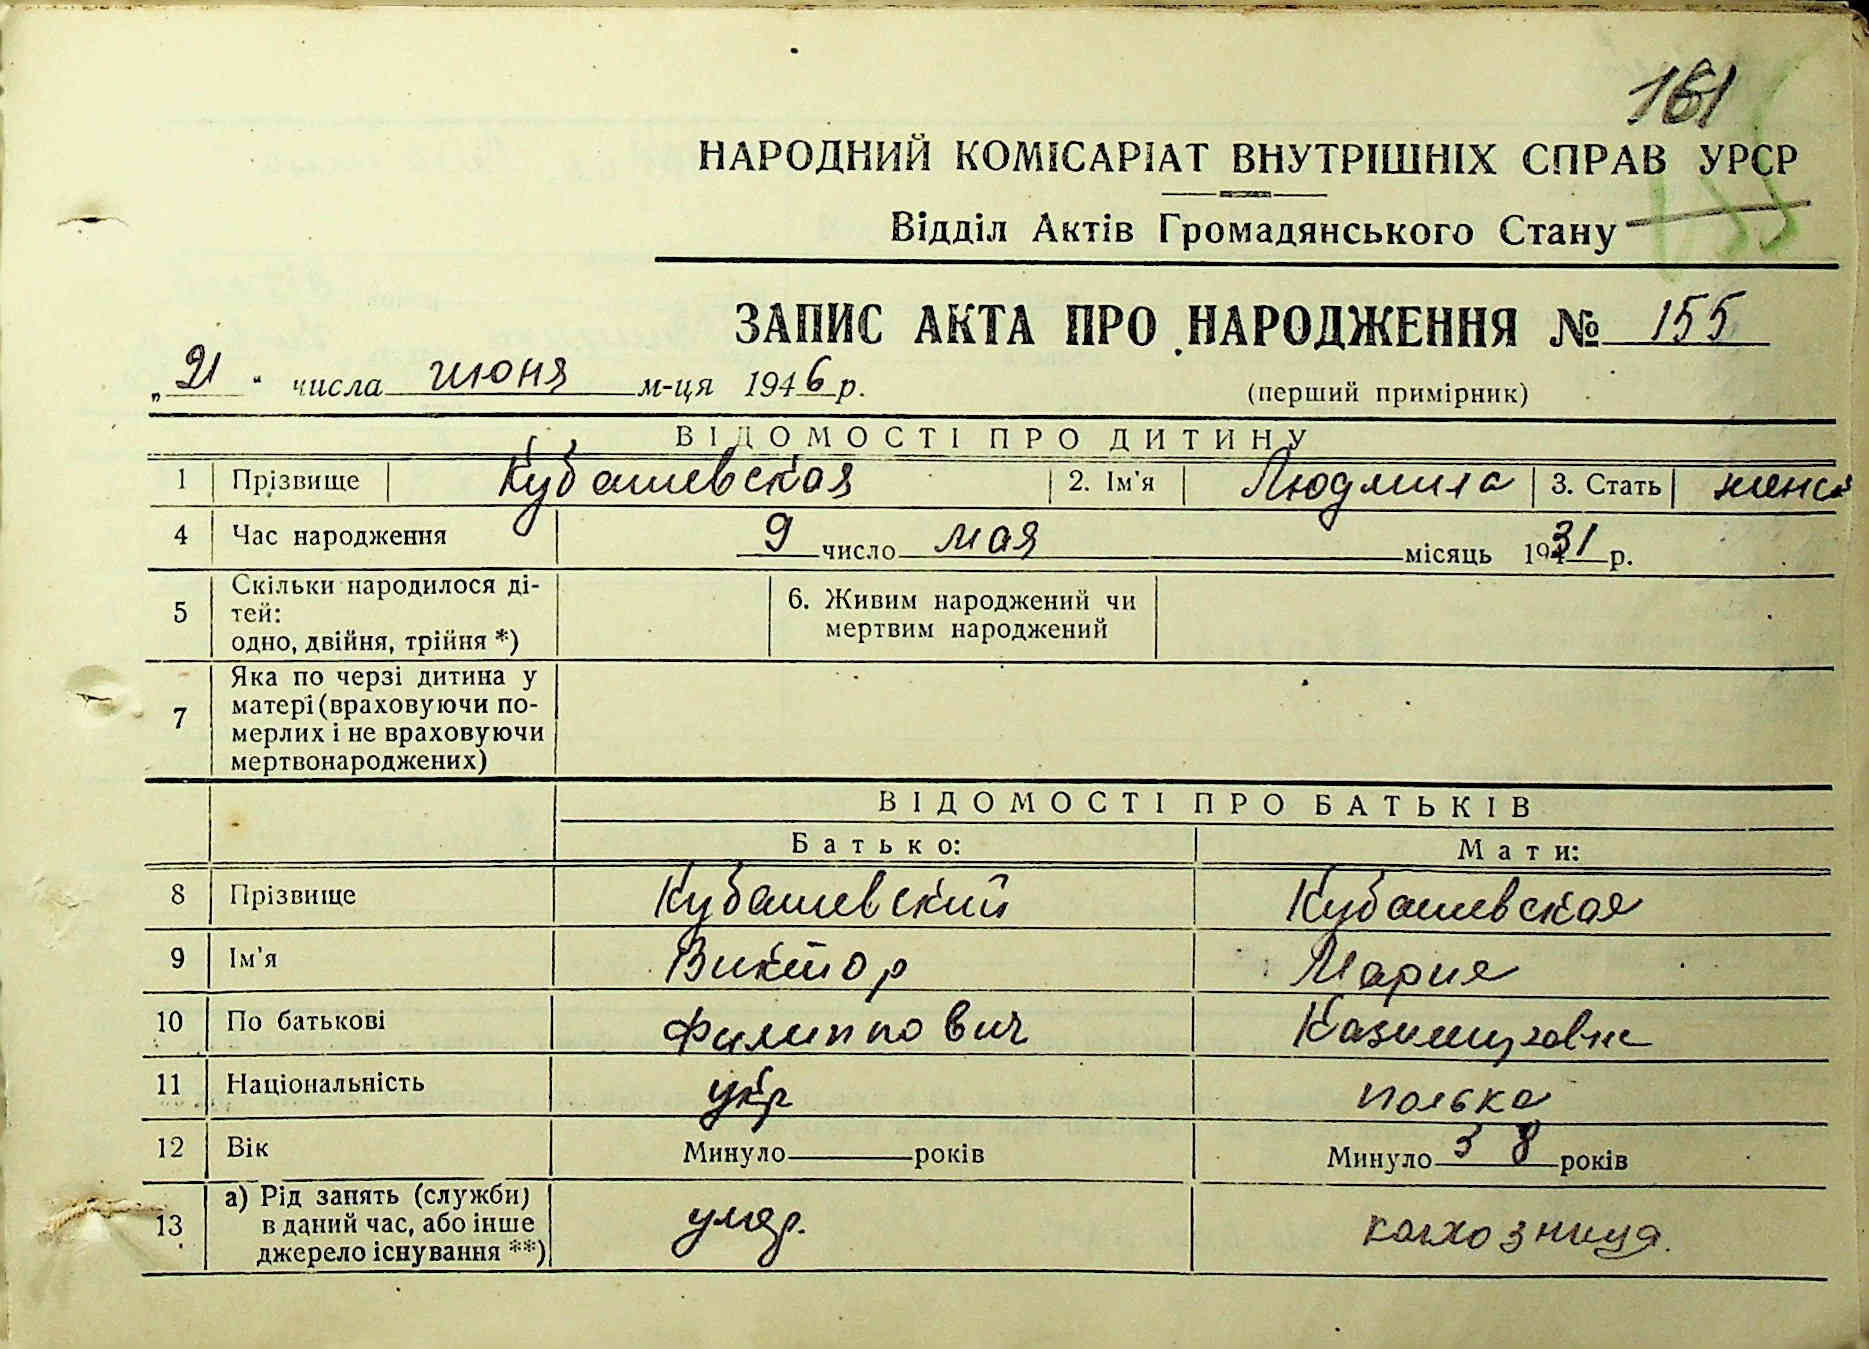 161
НАРОДНИЙ КОМІСАРІАТ ВНУТРІШНІХ СПРАВ УРСР
Відділ Актів Громадянського Стану
155
ЗАПИС АКТА ПРО НАРОДЖЕННЯ № 155
„21“ числа июня м-ця 1946 р. (перший примірник)
ВІДОМОСТІ ПРО ДИТИНУ
1 Прізвище Кубашевская 2. Ім'я Людмила 3. Стать женск
4 Час народження 9 число мая місяць 1931 р.
5 Скільки народилося ді-
тей:
одно, двійня, трійня *)
6. Живим народжений чи
мертвим народжений
7 Яка по черзі дитина у
матері (враховуючи по-
мерлих і не враховуючи
мертвонароджених)
ВІДОМОСТІ ПРО БАТЬКІВ
Батько: Мати:
8 Прізвище Кубашевский Кубашевская
9 Ім'я Виктор Мария
10 По батькові Филиппович Казимировна
11 Національність укр полька
12 Вік Минуло років Минуло 38 років
13 а) Рід занять (служби)
в даний час, або інше
джерело існування **)
умер. колхозница.